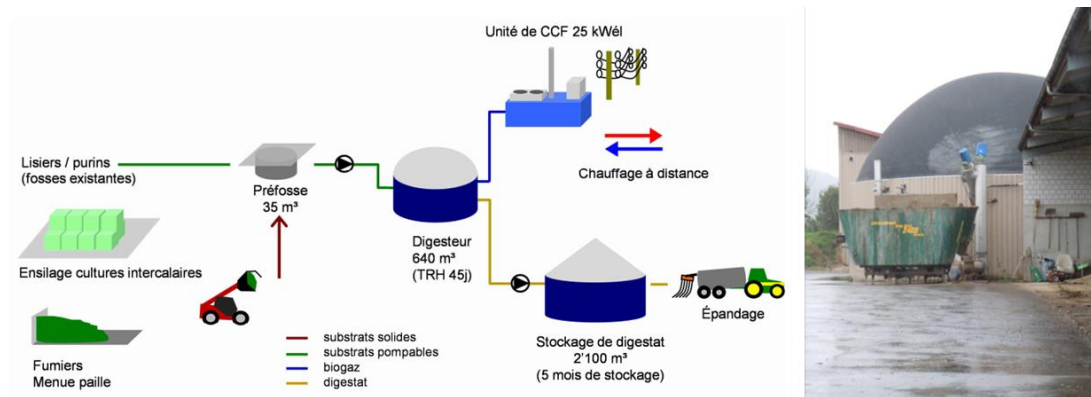 Unité de CCF 25 kWél
Lisiers / purins
(fosses existantes)
Préfosse
35 m³
Chauffage à distance
Ensilage cultures intercalaires
Digesteur
640 m³
(TRH 45j)
Fumiers
Menue paille
substrats solides
substrats pompables
biogaz
digestat
Stockage de digestat
2'100 m³
(5 mois de stockage)
Épandage